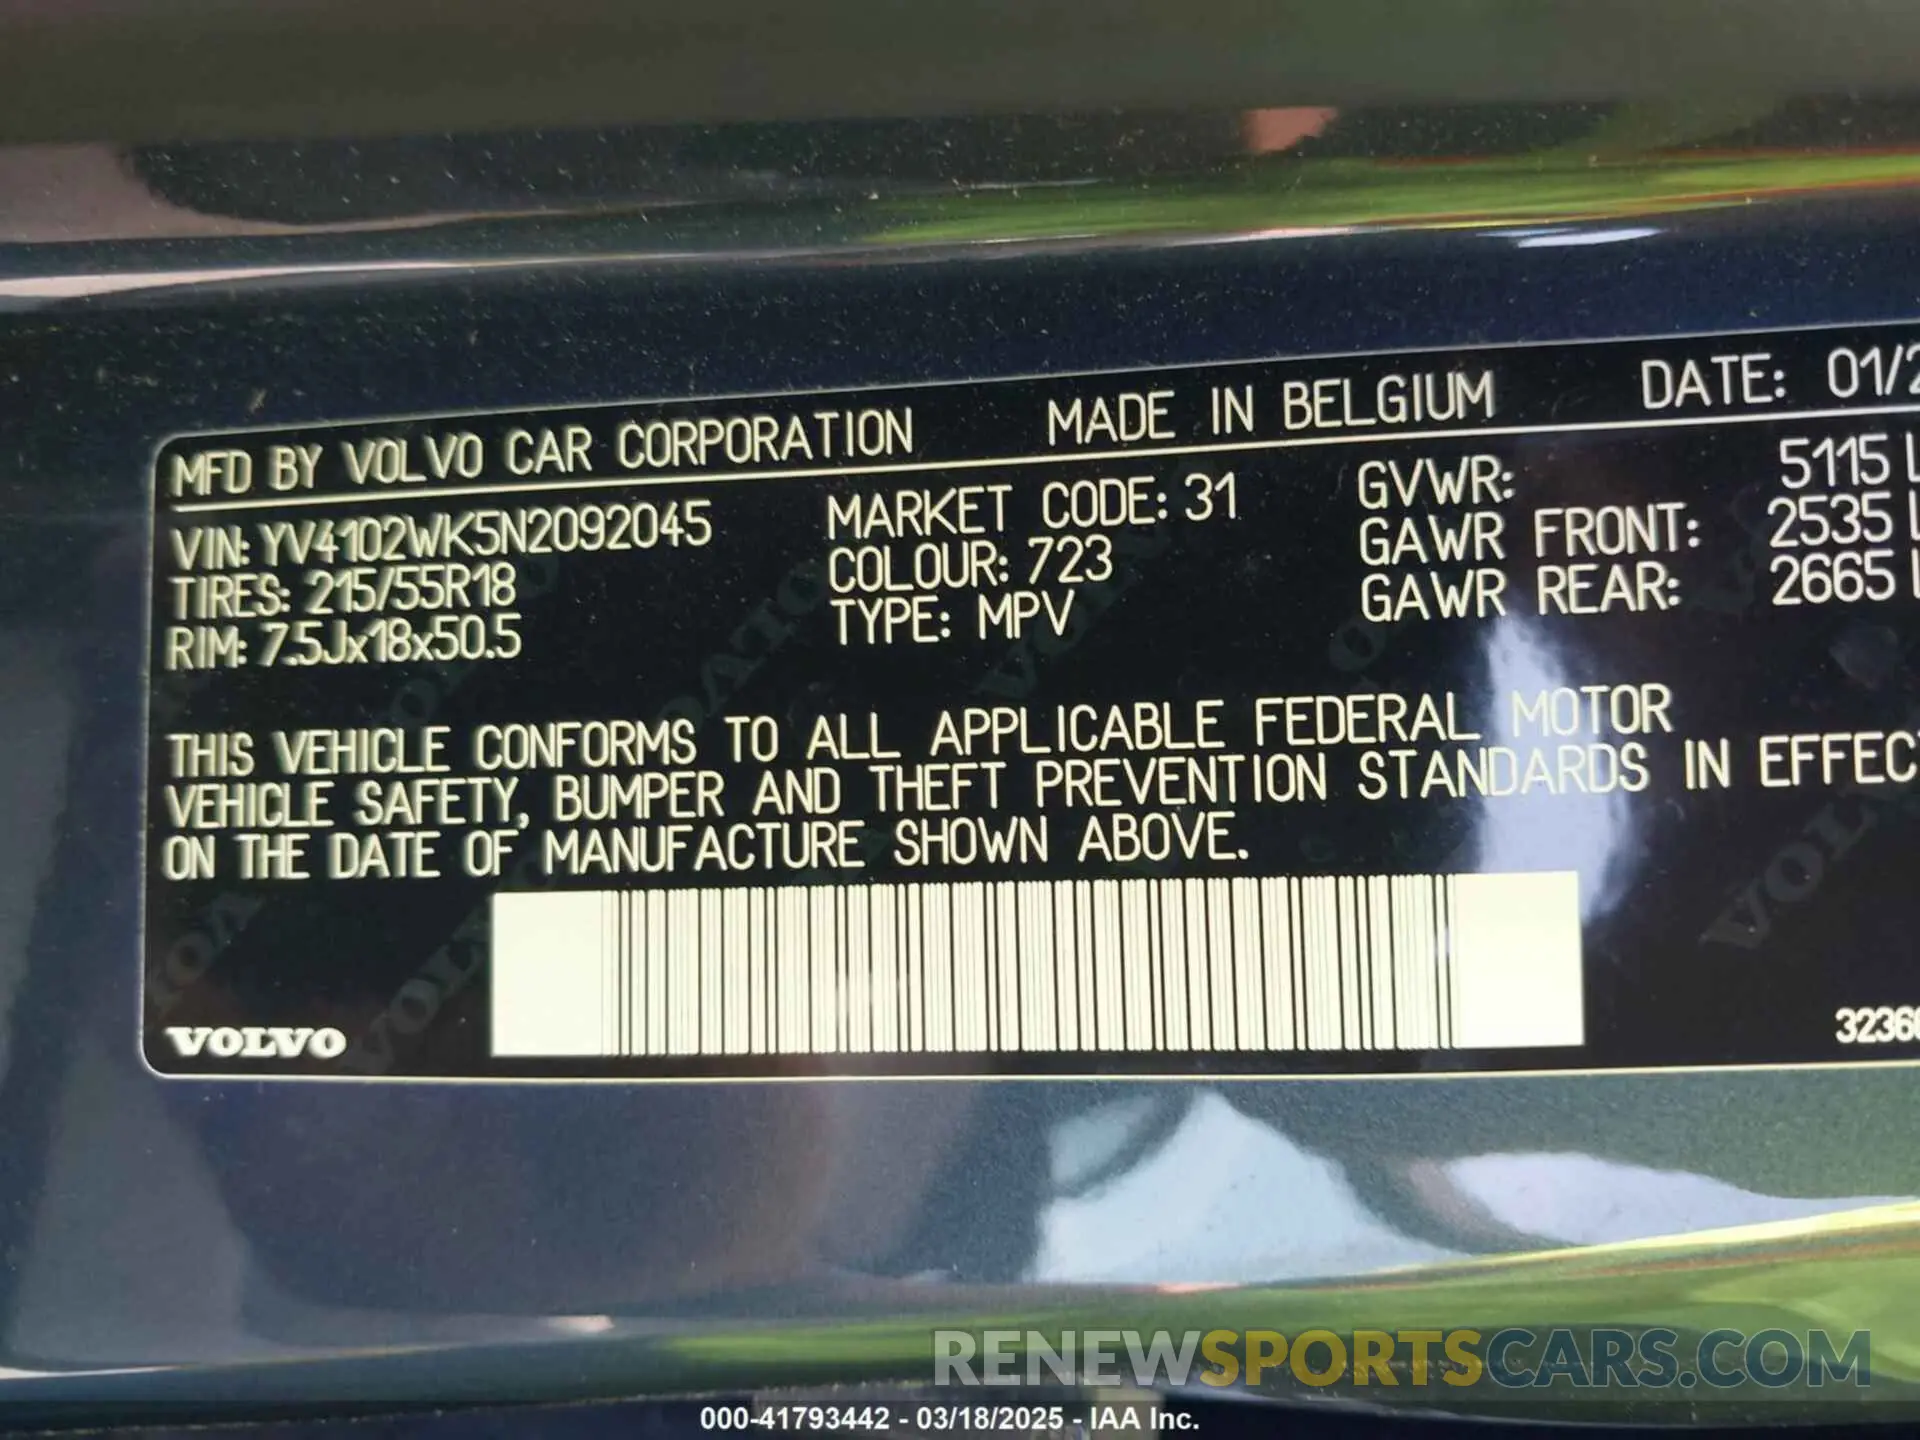 MFD BY VOLVO CAR CORPORATION MADE IN BELGIUM DATE: 01/2
VIN: YV4102WK5N2092045 MARKET CODE: 31 GVWR: 5115 L
TIRES: 215/55R18 COLOUR: 723 GAWR FRONT: 2535 L
RIM: 7.5Jx18x50.5 TYPE: MPV GAWR REAR: 2665 L
THIS VEHICLE CONFORMS TO ALL APPLICABLE FEDERAL MOTOR
VEHICLE SAFETY, BUMPER AND THEFT PREVENTION STANDARDS IN EFFECT
ON THE DATE OF MANUFACTURE SHOWN ABOVE.
VOLVO 3236
RENEWSPORTSCARS.COM
000-41793442 - 03/18/2025 - IAA Inc.